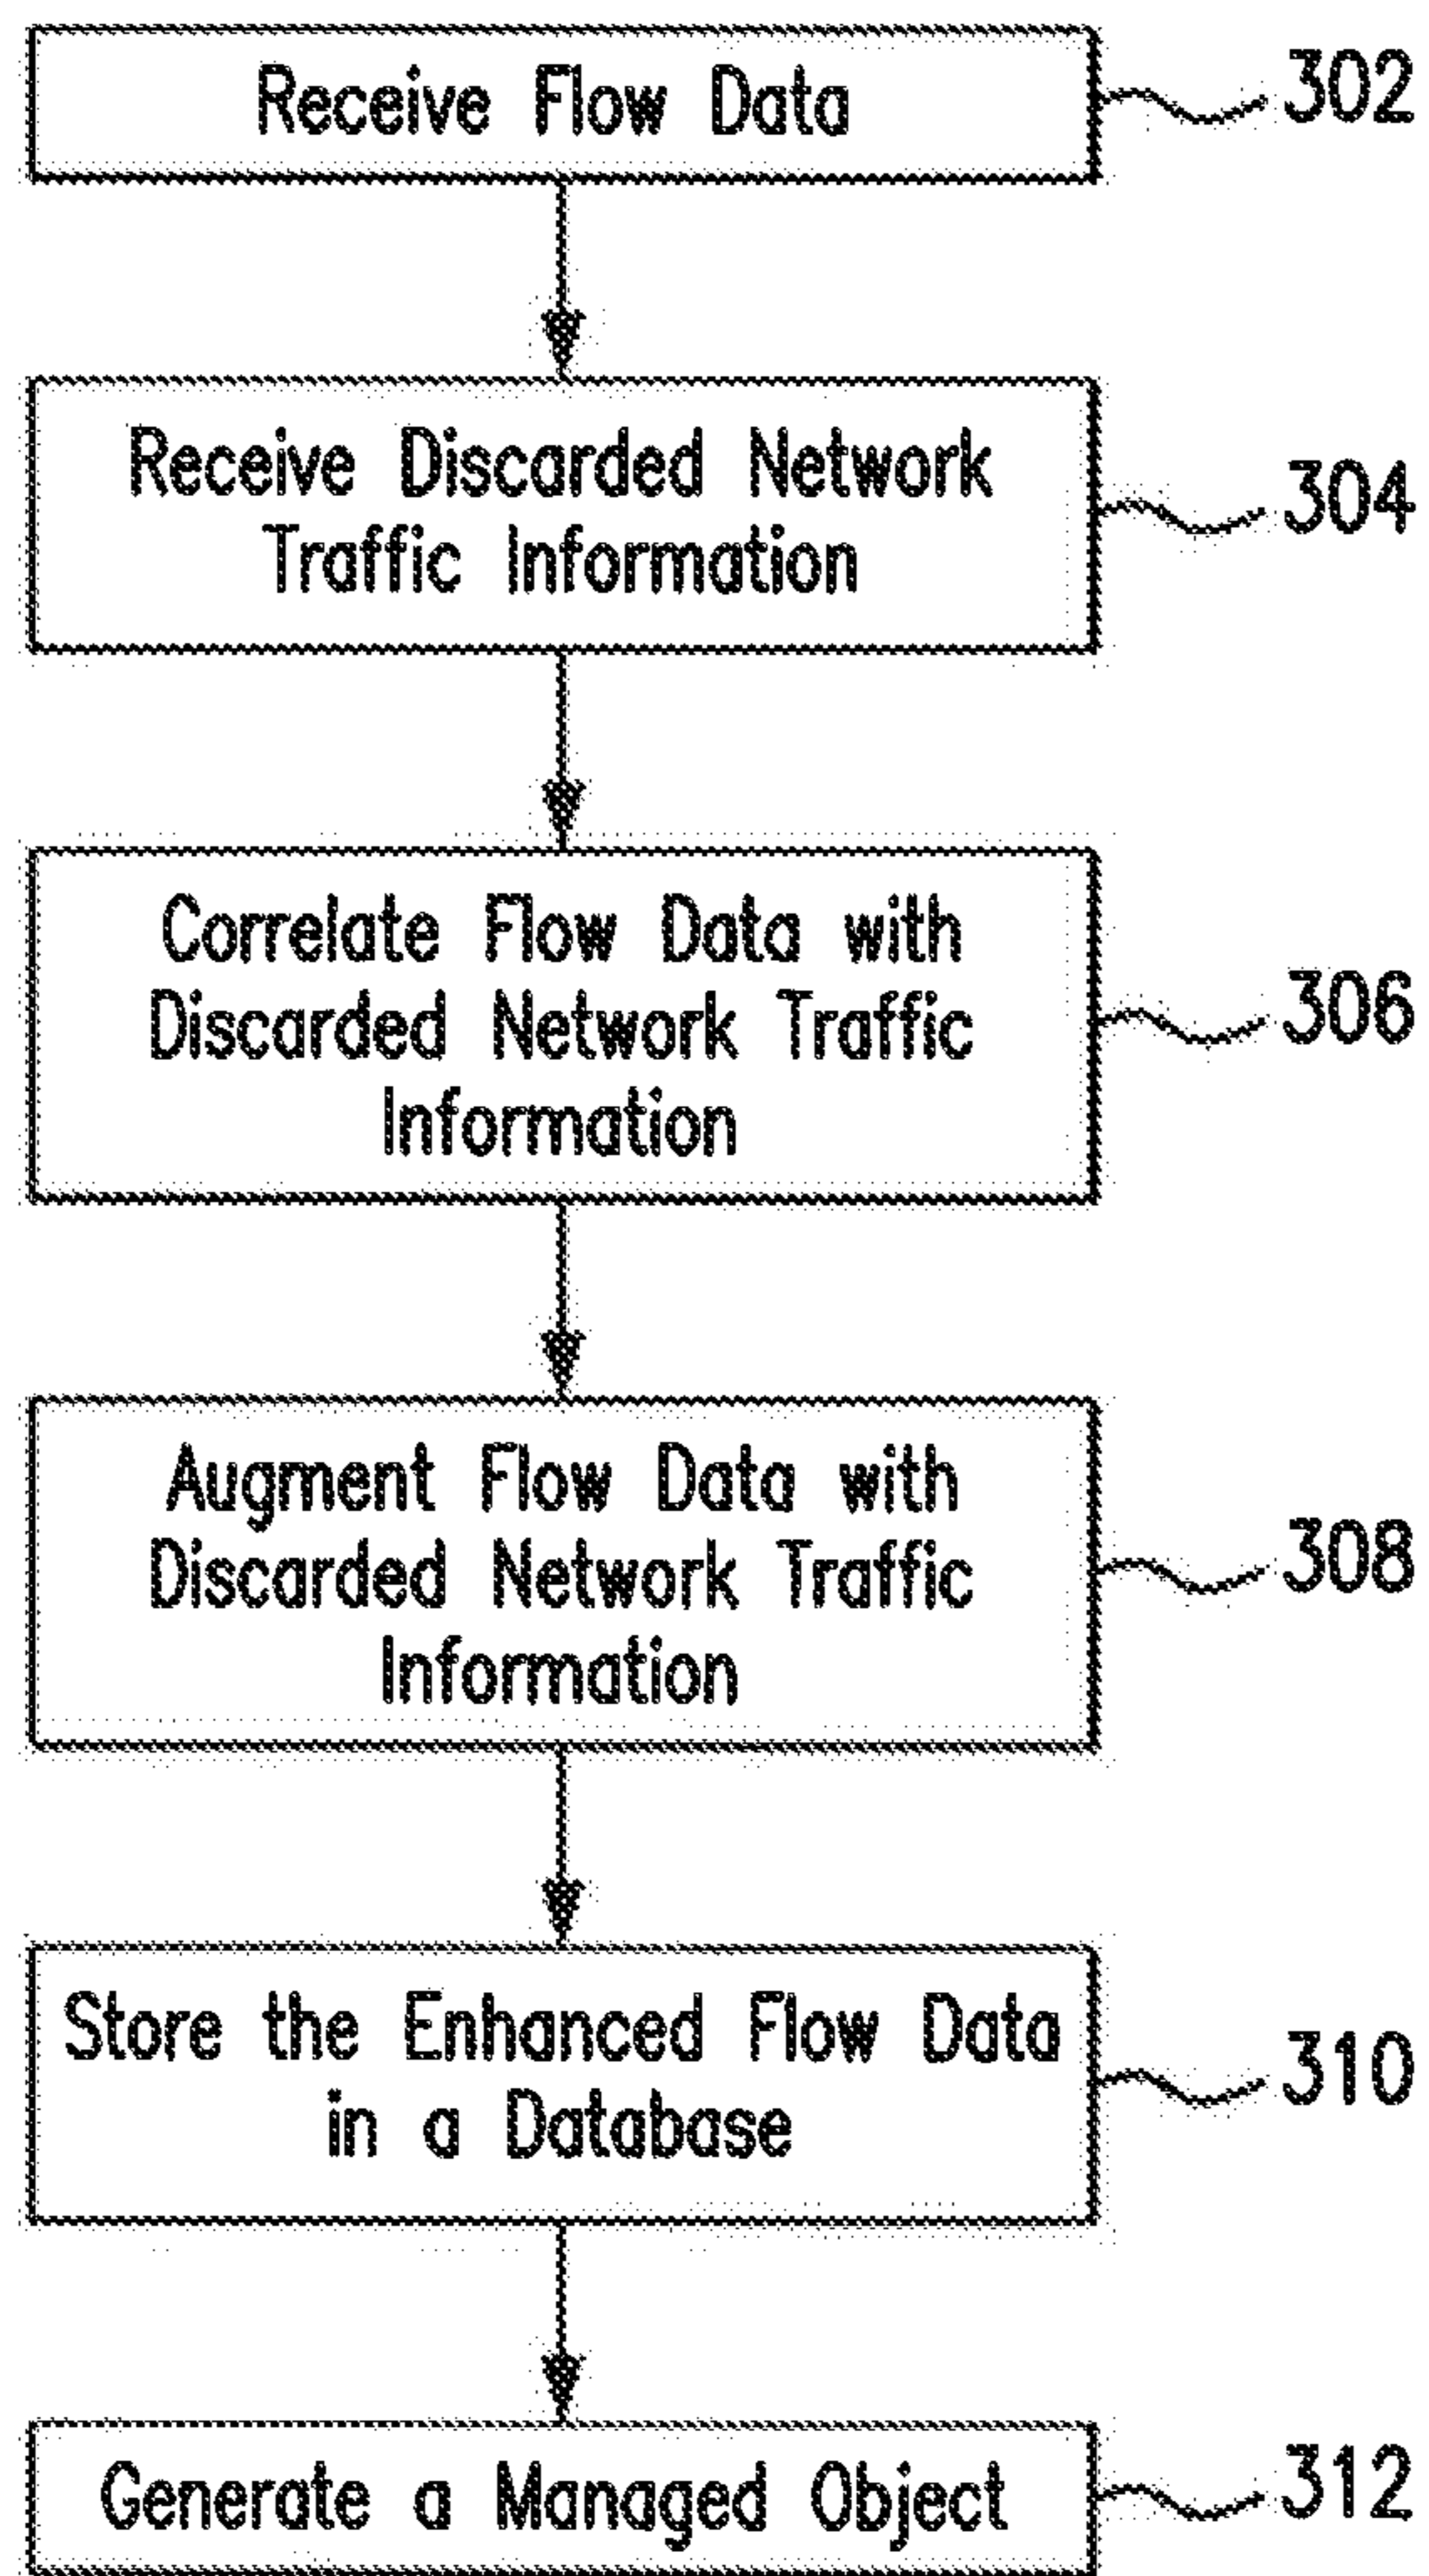 Receive Flow Data
302
Receive Discarded Network
Traffic Information
304
Correlate Flow Data with
Discarded Network Traffic
Information
306
Augment Flow Data with
Discarded Network Traffic
Information
308
Store the Enhanced Flow Data
in a Database
310
Generate a Managed Object
312